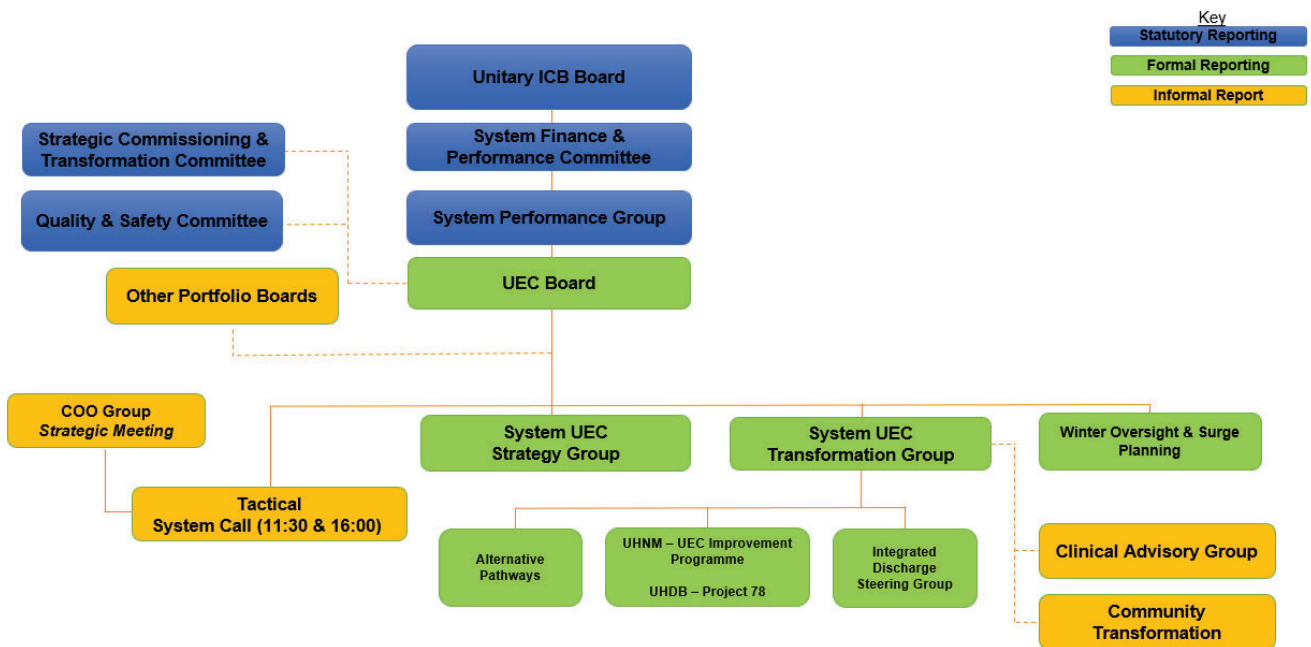 Key
Statutory Reporting
Formal Reporting
Informal Report
Unitary ICB Board
Strategic Commissioning &
Transformation Committee
System Finance &
Performance Committee
Quality & Safety Committee
System Performance Group
UEC Board
Other Portfolio Boards
COO Group
Strategic Meeting
System UEC
Strategy Group
System UEC
Transformation Group
Winter Oversight & Surge
Planning
Tactical
System Call (11:30 & 16:00)
Alternative
Pathways
UHNM – UEC Improvement
Programme
UHDB – Project 78
Integrated
Discharge
Steering Group
Clinical Advisory Group
Community
Transformation